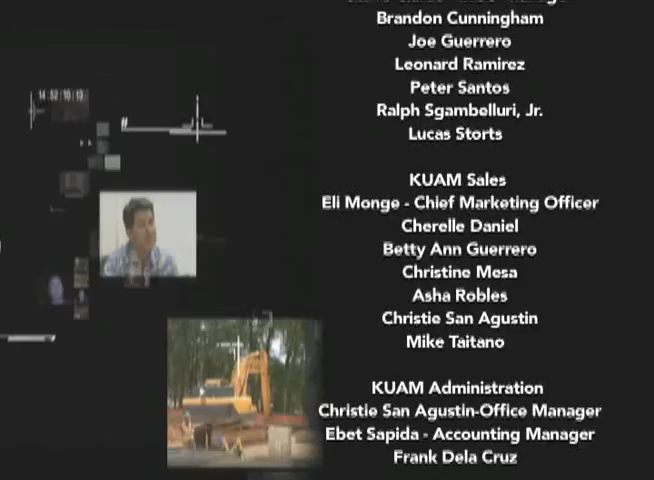 Brandon Cunningham
Joe Guerrero
Leonard Ramirez
Peter Santos
Ralph Sgambelluri, Jr.
Lucas Storts
KUAM Sales
Eli Monge - Chief Marketing Officer
Cherelle Daniel
Betty Ann Guerrero
Christine Mesa
Asha Robles
Christie San Agustin
Mike Taitano
KUAM Administration
Christie San Agustin-Office Manager
Ebet Sapida - Accounting Manager
Frank Dela Cruz